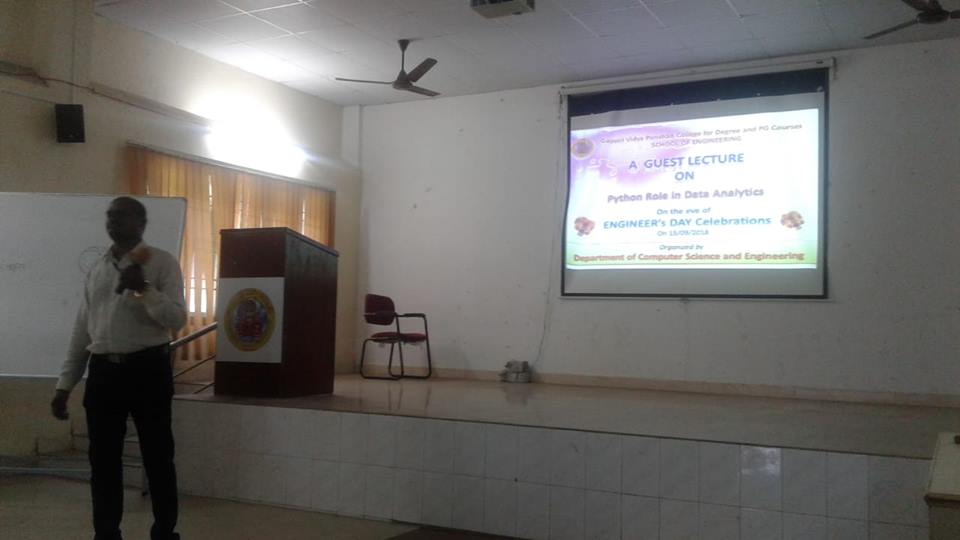 Gayatri Vidya Parishad College for Degree and PG Courses
SCHOOL OF ENGINEERING
A GUEST LECTURE
ON
Python Role in Data Analytics
On the eve of
ENGINEER's DAY Celebrations
On 15/09/2018
Organized by
Department of Computer Science and Engineering